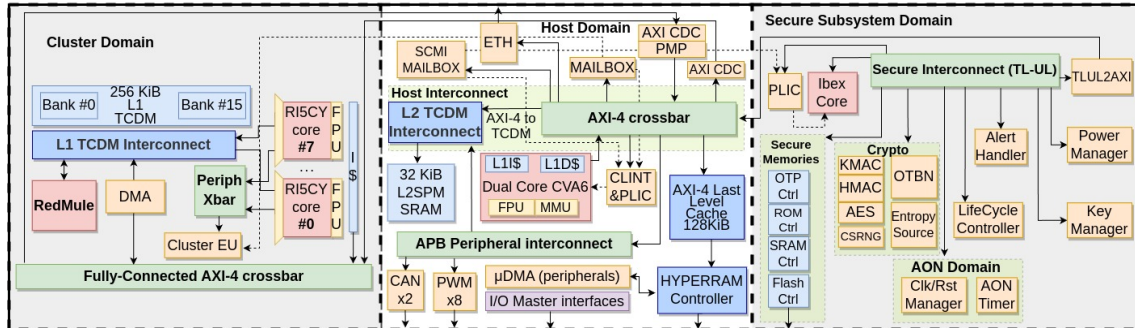 Cluster Domain
Bank #0
256 KiB
L1
TCDM
Bank #15
L1 TCDM Interconnect
RI5CY
core
#7
F
P
U
...
RI5CY
core
#0
F
P
U
I
$
RedMule
DMA
Periph
Xbar
Cluster EU
Fully-Connected AXI-4 crossbar
Host Domain
ETH
SCMI
MAILBOX
MAILBOX
AXI CDC
PMP
AXI CDC
Host Interconnect
L2 TCDM
Interconnect
AXI-4 to
TCDM
AXI-4 crossbar
32 KiB
L2SPM
SRAM
L1I$
L1D$
Dual Core CVA6
FPU
MMU
CLINT
&PLIC
AXI-4 Last
Level
Cache
128KiB
APB Peripheral interconnect
CAN
x2
PWM
x8
µDMA (peripherals)
I/O Master interfaces
HYPERRAM
Controller
Secure Subsystem Domain
PLIC
Ibex
Core
Secure Interconnect (TL-UL)
TLUL2AXI
Secure
Memories
OTP
Ctrl
ROM
Ctrl
SRAM
Ctrl
Flash
Ctrl
Crypto
KMAC
HMAC
AES
CSRNG
OTBN
Entropy
Source
Alert
Handler
Power
Manager
LifeCycle
Controller
Key
Manager
AON Domain
Clk/Rst
Manager
AON
Timer